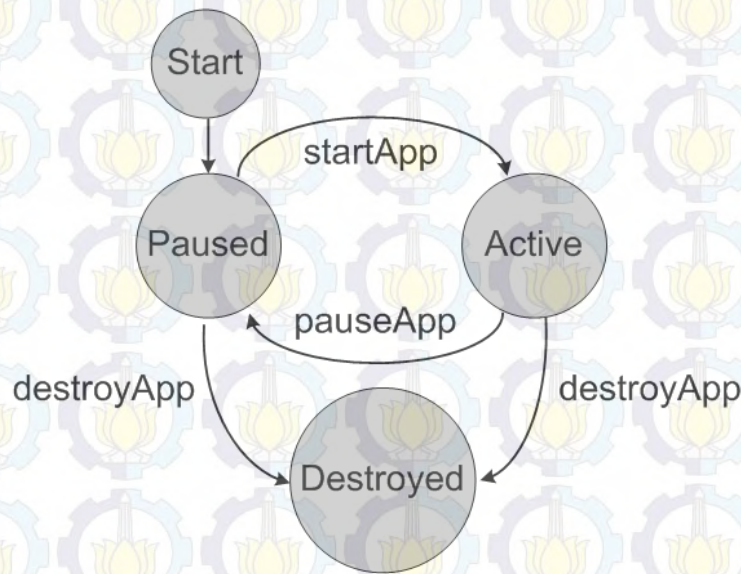 Start
startApp
Paused
Active
pauseApp
destroyApp
destroyApp
Destroyed